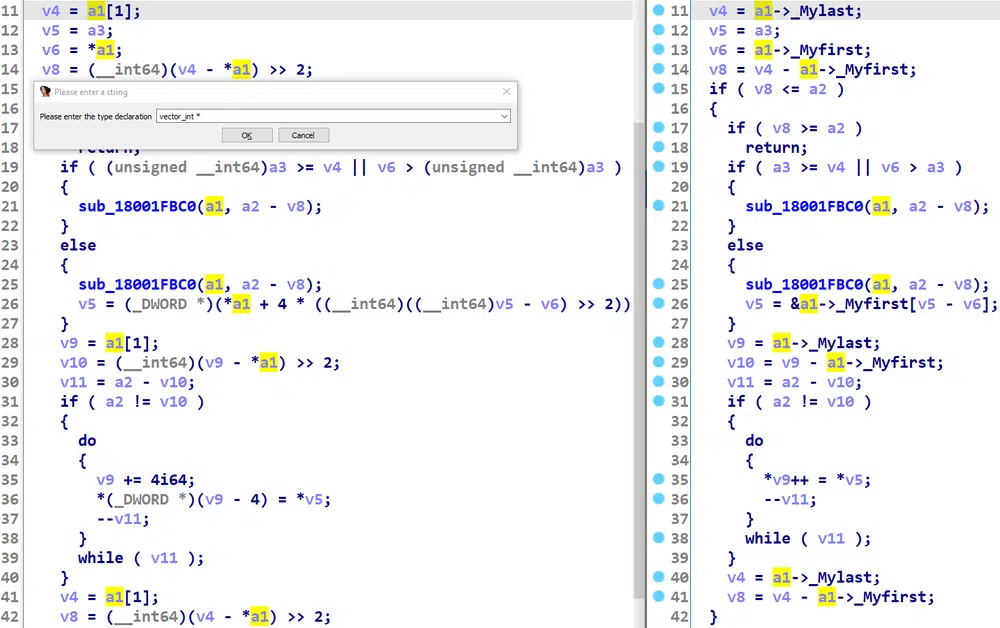 11 v4 = a1[1];
12 v5 = a3;
13 v6 = *a1;
14 v8 = (__int64)(v4 - *a1) >> 2;
15
16
17
18 return;
19 if ( (unsigned __int64)a3 >= v4 || v6 > (unsigned __int64)a3 )
20 {
21 sub_18001FBC0(a1, a2 - v8);
22 }
23 else
24 {
25 sub_18001FBC0(a1, a2 - v8);
26 v5 = (_DWORD *)(*a1 + 4 * ((__int64)((__int64)v5 - v6) >> 2))
27 }
28 v9 = a1[1];
29 v10 = (__int64)(v9 - *a1) >> 2;
30 v11 = a2 - v10;
31 if ( a2 != v10 )
32 {
33 do
34 {
35 v9 += 4i64;
36 *(_DWORD *)(v9 - 4) = *v5;
37 --v11;
38 }
39 while ( v11 );
40 }
41 v4 = a1[1];
42 v8 = (__int64)(v4 - *a1) >> 2;
Please enter a string
Please enter the type declaration vector_int *
OK Cancel
11 v4 = a1->_Mylast;
12 v5 = a3;
13 v6 = a1->_Myfirst;
14 v8 = v4 - a1->_Myfirst;
15 if ( v8 <= a2 )
16 {
17 if ( v8 >= a2 )
18 return;
19 if ( a3 >= v4 || v6 > a3 )
20 {
21 sub_18001FBC0(a1, a2 - v8);
22 }
23 else
24 {
25 sub_18001FBC0(a1, a2 - v8);
26 v5 = &a1->_Myfirst[v5 - v6];
27 }
28 v9 = a1->_Mylast;
29 v10 = v9 - a1->_Myfirst;
30 v11 = a2 - v10;
31 if ( a2 != v10 )
32 {
33 do
34 {
35 *v9++ = *v5;
36 --v11;
37 }
38 while ( v11 );
39 }
40 v4 = a1->_Mylast;
41 v8 = v4 - a1->_Myfirst;
42 }